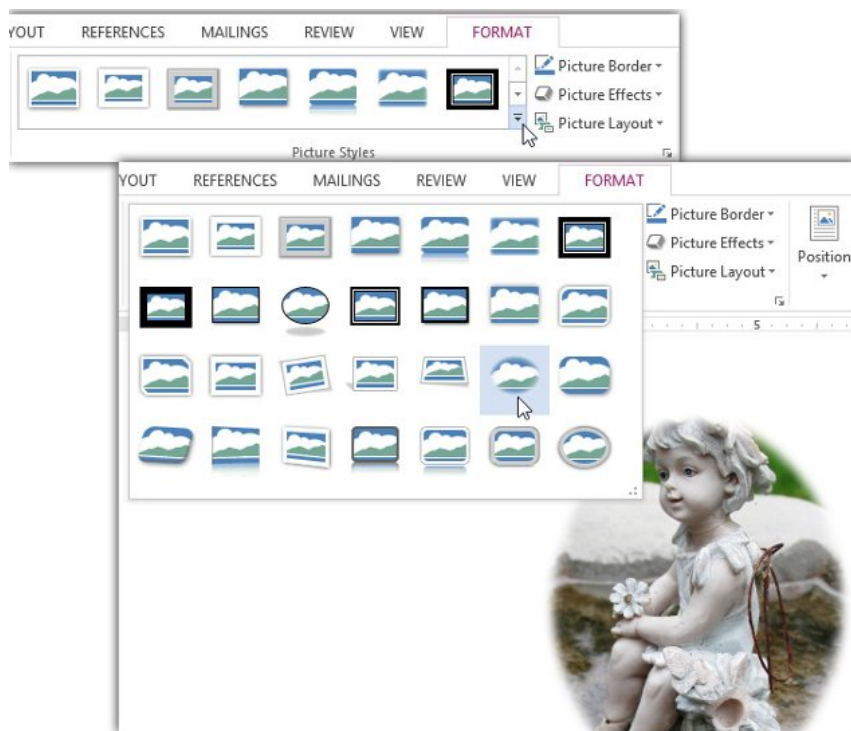 YOUT REFERENCES MAILINGS REVIEW VIEW FORMAT
Picture Border
Picture Effects
Picture Layout
Picture Styles
YOUT REFERENCES MAILINGS REVIEW VIEW FORMAT
Picture Border
Picture Effects
Picture Layout
Position
5